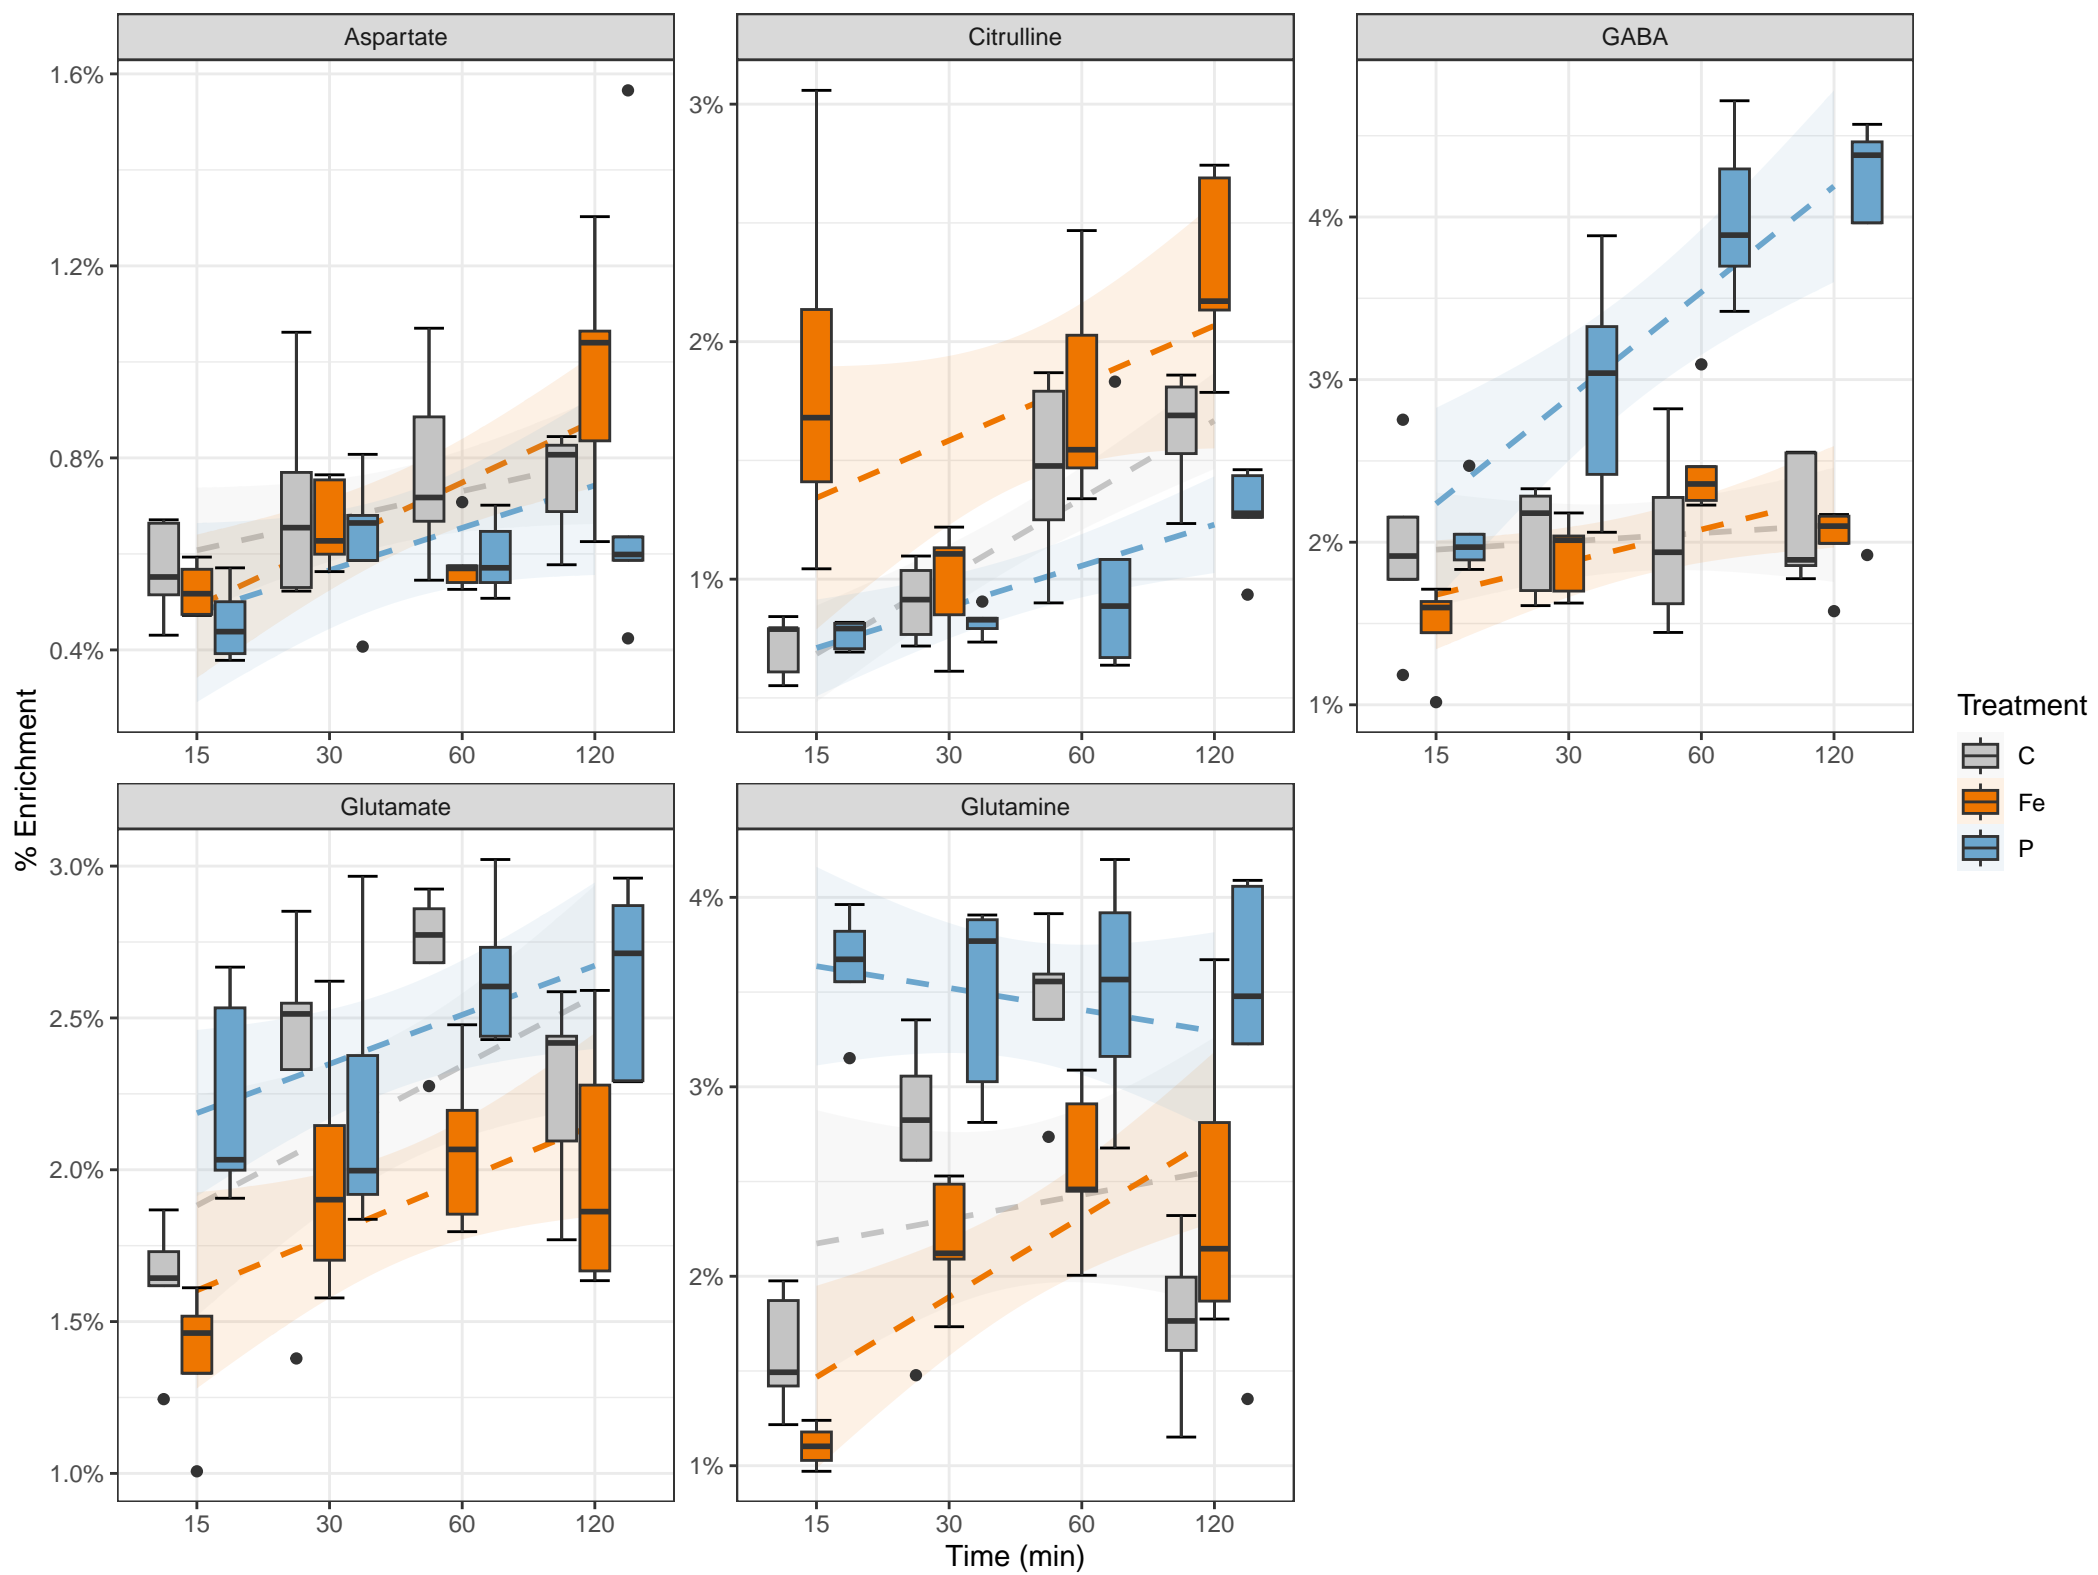 Aspartate
Citrulline
GABA
1.6%
1.2%
0.8%
0.4%
3%
2%
1%
4%
3%
2%
1%
15 30 60 120
15 30 60 120
15 30 60 120
% Enrichment
Glutamate
Glutamine
3.0%
2.5%
2.0%
1.5%
1.0%
4%
3%
2%
1%
15 30 60 120
15 30 60 120
Time (min)
Treatment
C
Fe
P